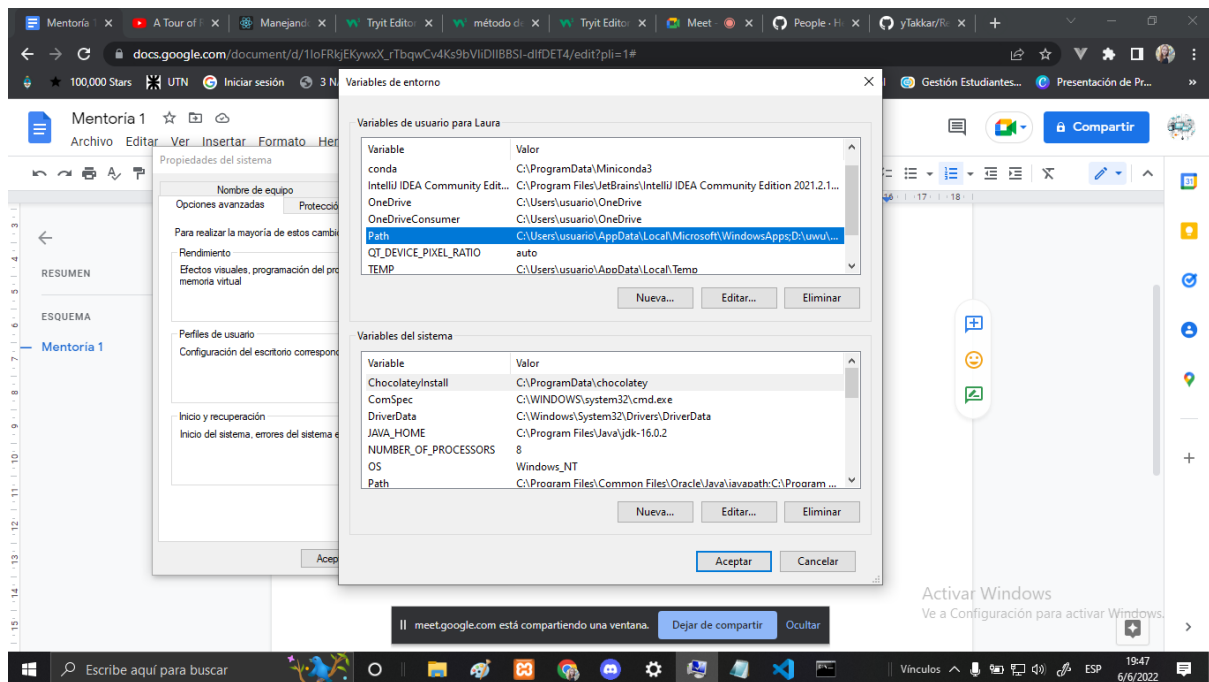 Mentoría 1
A Tour of
Manejand
Tryit Editor
método d
Tryit Editor
Meet -
People · H
yTakkar/Re
docs.google.com/document/d/1IoFRkjEKywxX_rTbqwCv4Ks9bVIiDIIBBSI-dIfDET4/edit?pli=1#
100,000 Stars
UTN
Iniciar sesión
3 N
Gestión Estudiantes...
Presentación de Pr...
»
Mentoría 1
Archivo Editar Ver Insertar Formato Her
Compartir
Variables de entorno
Propiedades del sistema
Nombre de equipo
Opciones avanzadas
Protecció
Para realizar la mayoría de estos cambi
Rendimiento
Efectos visuales, programación del pro
memoria virtual
Perfiles de usuario
Configuración del escritorio correspond
Inicio y recuperación
Inicio del sistema, errores del sistema e
Acep
RESUMEN
ESQUEMA
Mentoría 1
Variables de usuario para Laura
Variable Valor
conda C:\ProgramData\Miniconda3
IntelliJ IDEA Community Edit... C:\Program Files\JetBrains\IntelliJ IDEA Community Edition 2021.2.1...
OneDrive C:\Users\usuario\OneDrive
OneDriveConsumer C:\Users\usuario\OneDrive
Path C:\Users\usuario\AppData\Local\Microsoft\WindowsApps;D:\uwu\...
QT_DEVICE_PIXEL_RATIO auto
TEMP C:\Users\usuario\AppData\Local\Temp
Nueva... Editar... Eliminar
Variables del sistema
Variable Valor
ChocolateyInstall C:\ProgramData\chocolatey
ComSpec C:\WINDOWS\system32\cmd.exe
DriverData C:\Windows\System32\Drivers\DriverData
JAVA_HOME C:\Program Files\Java\jdk-16.0.2
NUMBER_OF_PROCESSORS 8
OS Windows_NT
Path C:\Program Files\Common Files\Oracle\Java\javapath;C:\Program ...
Nueva... Editar... Eliminar
Aceptar Cancelar
Activar Windows
Ve a Configuración para activar Windows.
meet.google.com está compartiendo una ventana. Dejar de compartir Ocultar
Escribe aquí para buscar
Vínculos
ESP
19:47
6/6/2022